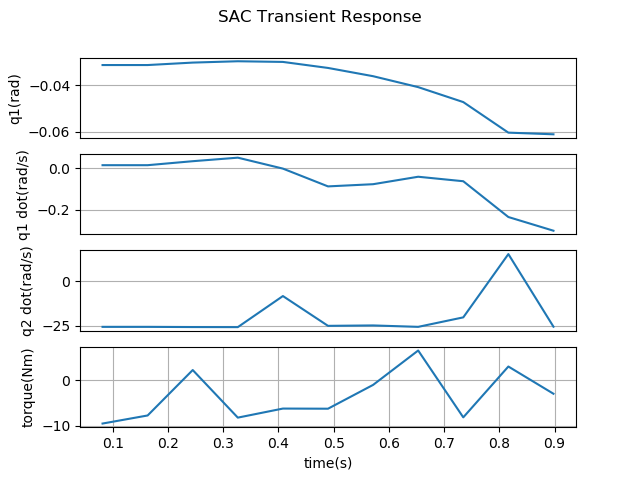 SAC Transient Response
q1(rad)
−0.04
−0.06
q1 dot(rad/s)
0.0
−0.2
q2 dot(rad/s)
0
−25
torque(Nm)
0
−10
0.1 0.2 0.3 0.4 0.5 0.6 0.7 0.8 0.9
time(s)